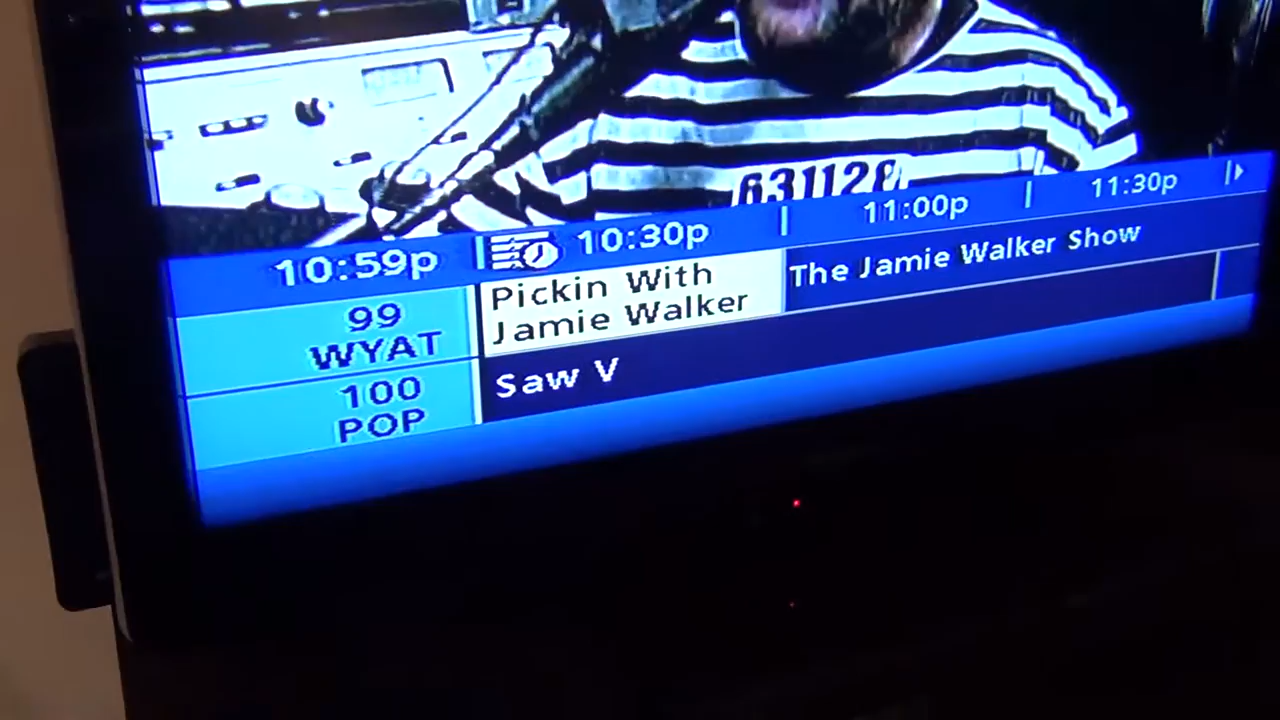 631128
10:59p 10:30p 11:00p 11:30p
99
WYAT
Pickin With
Jamie Walker
The Jamie Walker Show
100
POP
Saw V